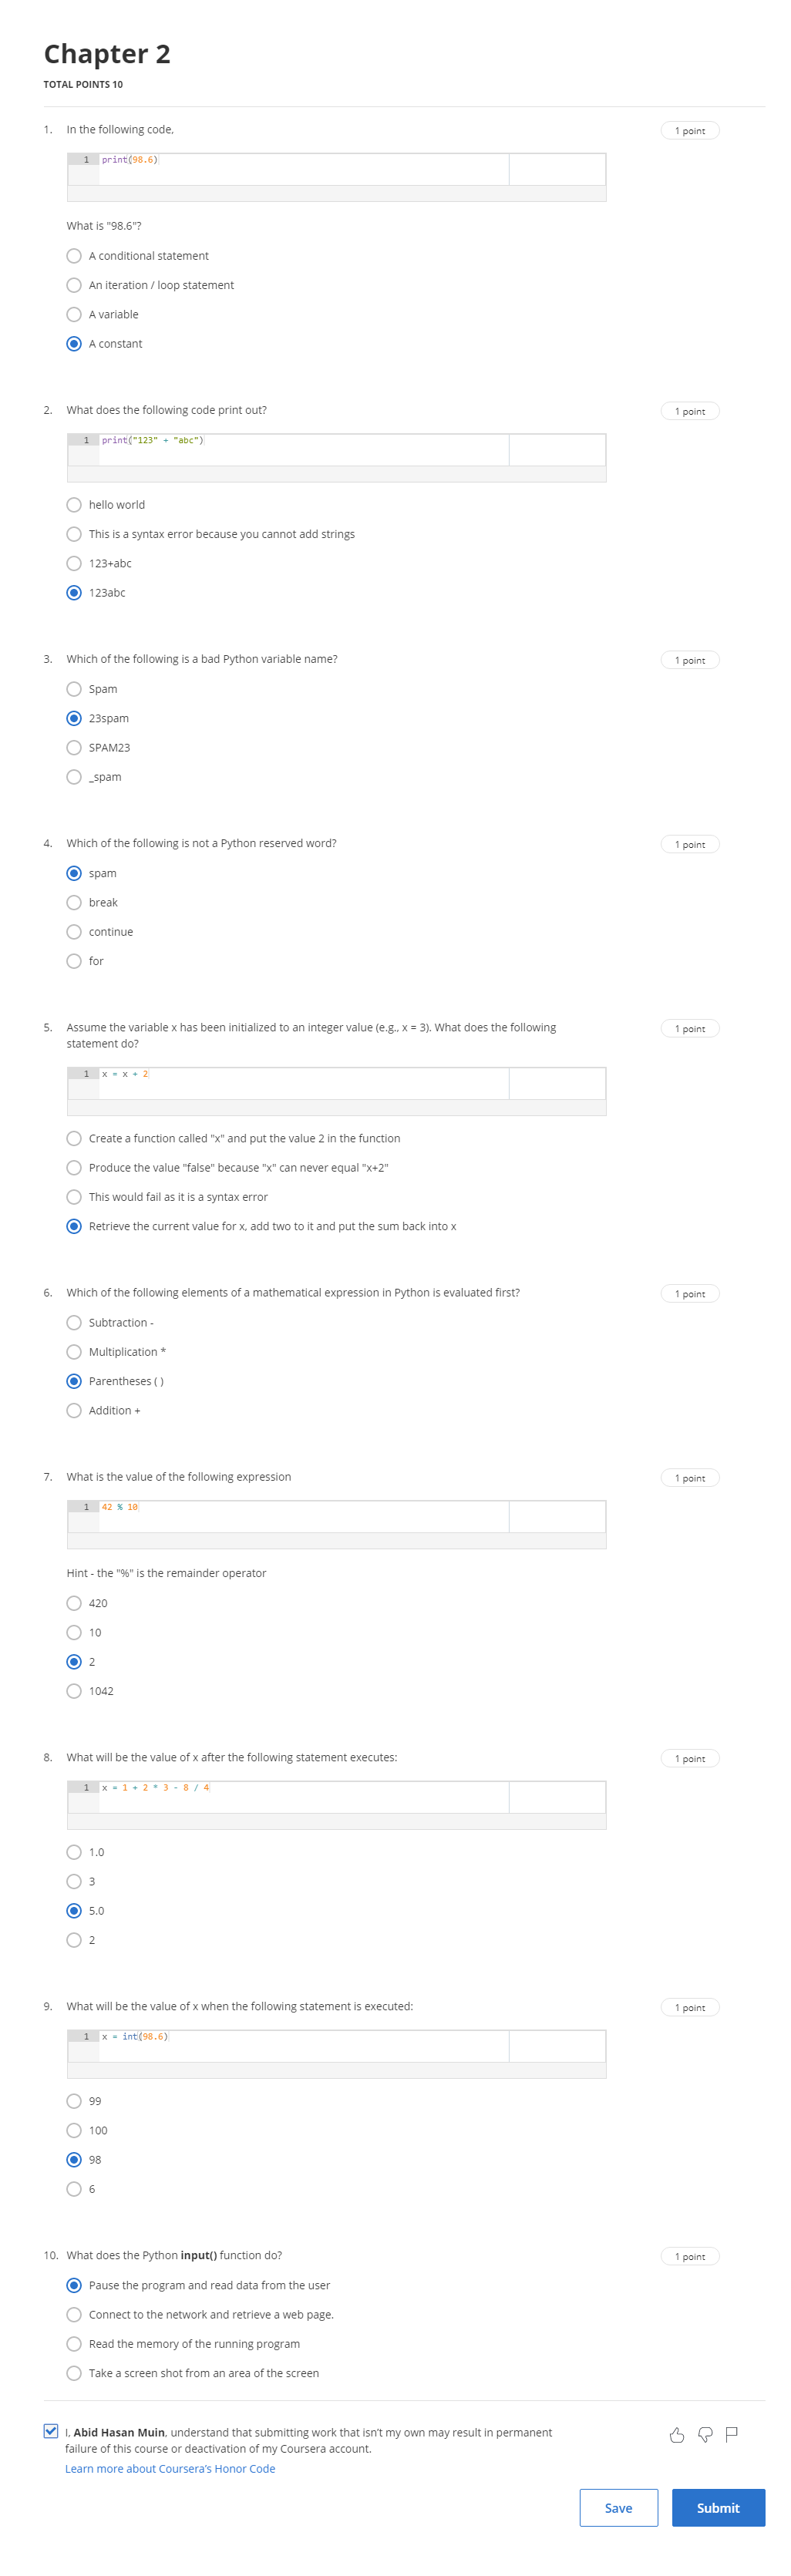 Chapter 2
TOTAL POINTS 10
1. In the following code,
1 point
1 print(98.6)
What is "98.6"?
A conditional statement
An iteration / loop statement
A variable
A constant
2. What does the following code print out?
1 point
1 print("123" + "abc")
hello world
This is a syntax error because you cannot add strings
123+abc
123abc
3. Which of the following is a bad Python variable name?
1 point
Spam
23spam
SPAM23
_spam
4. Which of the following is not a Python reserved word?
1 point
spam
break
continue
for
5. Assume the variable x has been initialized to an integer value (e.g., x = 3). What does the following
statement do?
1 point
1 x = x + 2
Create a function called "x" and put the value 2 in the function
Produce the value "false" because "x" can never equal "x+2"
This would fail as it is a syntax error
Retrieve the current value for x, add two to it and put the sum back into x
6. Which of the following elements of a mathematical expression in Python is evaluated first?
1 point
Subtraction -
Multiplication *
Parentheses ( )
Addition +
7. What is the value of the following expression
1 point
1 42 % 10
Hint - the "%" is the remainder operator
420
10
2
1042
8. What will be the value of x after the following statement executes:
1 point
1 x = 1 + 2 * 3 - 8 / 4
1.0
3
5.0
2
9. What will be the value of x when the following statement is executed:
1 point
1 x = int(98.6)
99
100
98
6
10. What does the Python input() function do?
1 point
Pause the program and read data from the user
Connect to the network and retrieve a web page.
Read the memory of the running program
Take a screen shot from an area of the screen
I, Abid Hasan Muin, understand that submitting work that isn't my own may result in permanent
failure of this course or deactivation of my Coursera account.
Learn more about Coursera's Honor Code
Save
Submit